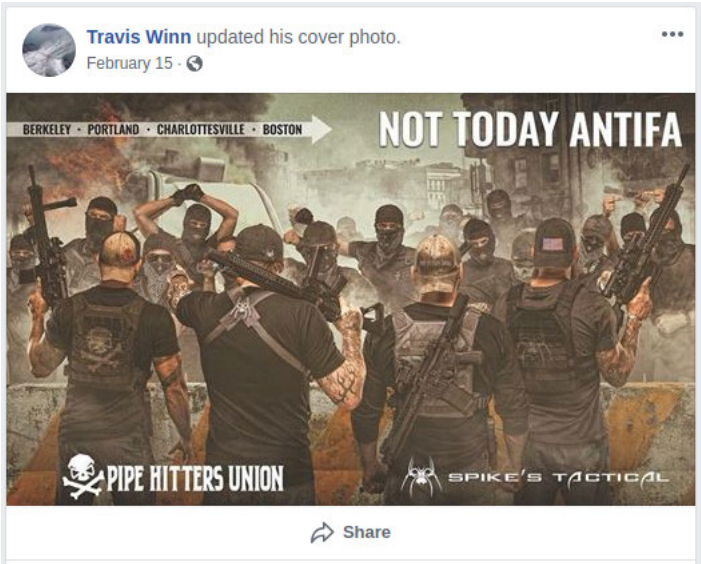 Travis Winn updated his cover photo.
February 15 ·
BERKELEY · PORTLAND · CHARLOTTESVILLE · BOSTON
NOT TODAY ANTIFA
PIPE HITTERS UNION
SPIKE'S TACTICAL
Share